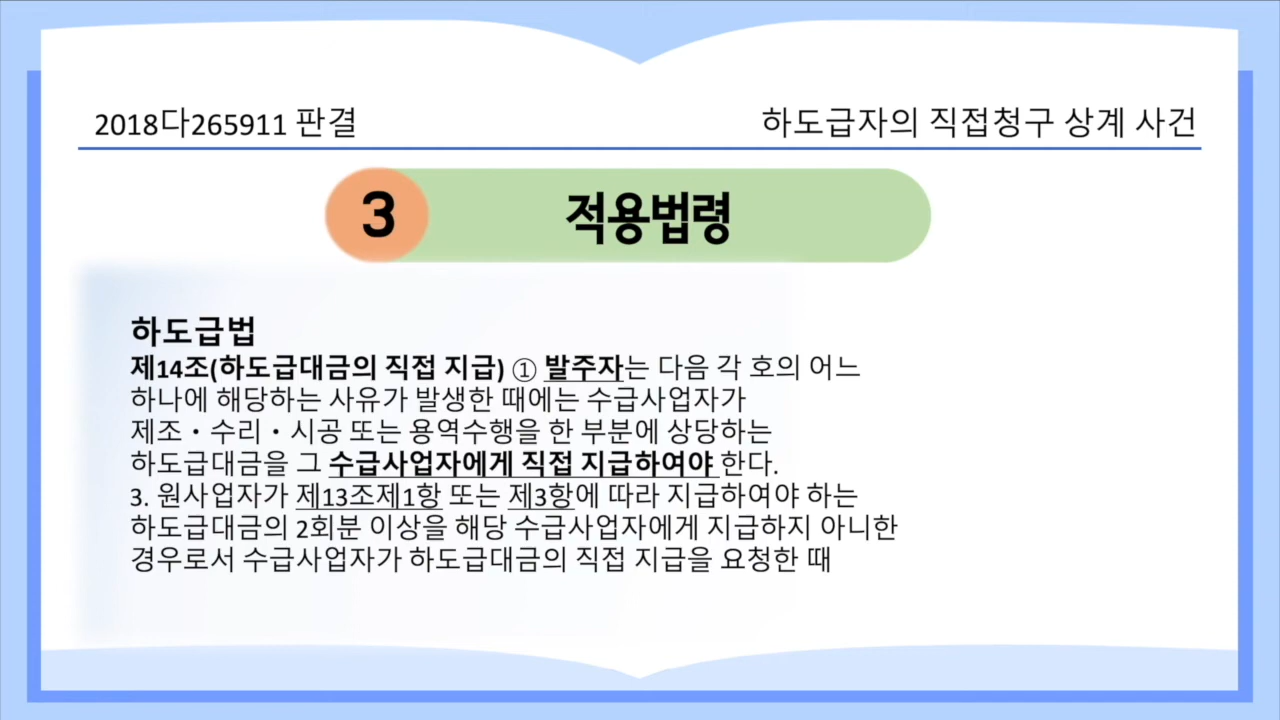 2018다265911 판결
하도급자의 직접청구 상계 사건
3 적용법령
하도급법
제14조(하도급대금의 직접 지급) ① 발주자는 다음 각 호의 어느
하나에 해당하는 사유가 발생한 때에는 수급사업자가
제조・수리・시공 또는 용역수행을 한 부분에 상당하는
하도급대금을 그 수급사업자에게 직접 지급하여야 한다.
3. 원사업자가 제13조제1항 또는 제3항에 따라 지급하여야 하는
하도급대금의 2회분 이상을 해당 수급사업자에게 지급하지 아니한
경우로서 수급사업자가 하도급대금의 직접 지급을 요청한 때